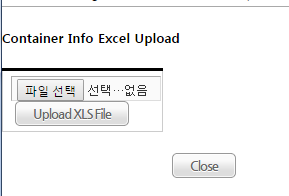 Container Info Excel Upload
파일 선택 선택…없음
Upload XLS File
Close